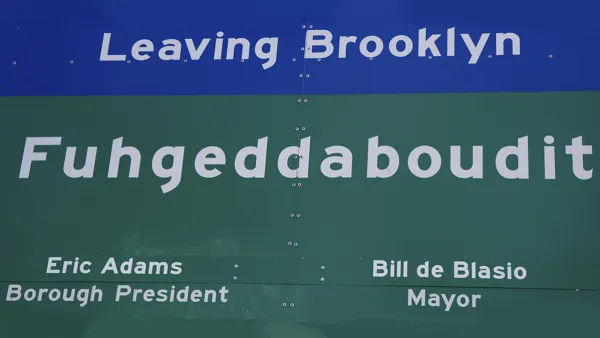 Leaving Brooklyn
Fuhgeddaboudit
Eric Adams
Borough President
Bill de Blasio
Mayor